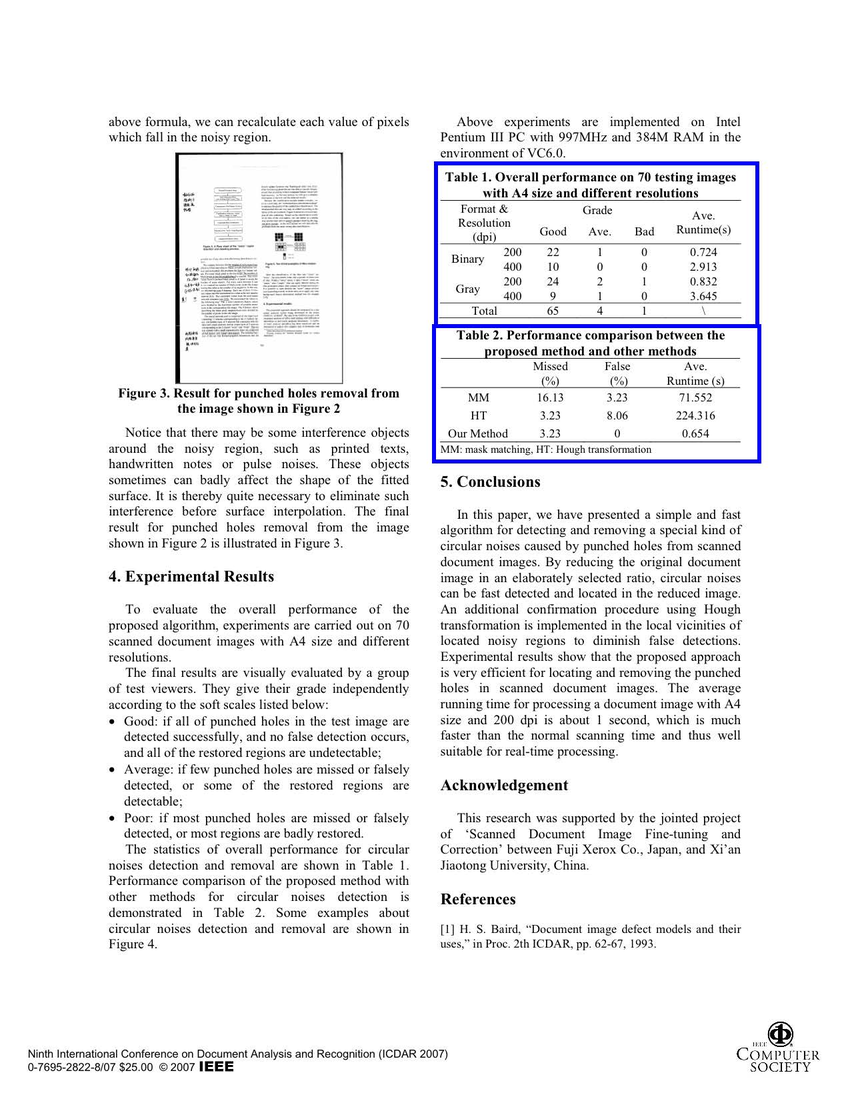 above formula, we can recalculate each value of pixels
which fall in the noisy region.
Figure 3. Result for punched holes removal from
the image shown in Figure 2
Notice that there may be some interference objects
around the noisy region, such as printed texts,
handwritten notes or pulse noises. These objects
sometimes can badly affect the shape of the fitted
surface. It is thereby quite necessary to eliminate such
interference before surface interpolation. The final
result for punched holes removal from the image
shown in Figure 2 is illustrated in Figure 3.
4. Experimental Results
To evaluate the overall performance of the
proposed algorithm, experiments are carried out on 70
scanned document images with A4 size and different
resolutions.
The final results are visually evaluated by a group
of test viewers. They give their grade independently
according to the soft scales listed below:
• Good: if all of punched holes in the test image are
detected successfully, and no false detection occurs,
and all of the restored regions are undetectable;
• Average: if few punched holes are missed or falsely
detected, or some of the restored regions are
detectable;
• Poor: if most punched holes are missed or falsely
detected, or most regions are badly restored.
The statistics of overall performance for circular
noises detection and removal are shown in Table 1.
Performance comparison of the proposed method with
other methods for circular noises detection is
demonstrated in Table 2. Some examples about
circular noises detection and removal are shown in
Figure 4.
Above experiments are implemented on Intel
Pentium III PC with 997MHz and 384M RAM in the
environment of VC6.0.
Table 1. Overall performance on 70 testing images
with A4 size and different resolutions
Format & Grade Ave.
Resolution Good Ave. Bad Runtime(s)
(dpi)
Binary 200 22 1 0 0.724
400 10 0 0 2.913
Gray 200 24 2 1 0.832
400 9 1 0 3.645
Total 65 4 1 \
Table 2. Performance comparison between the
proposed method and other methods
Missed False Ave.
(%) (%) Runtime (s)
MM 16.13 3.23 71.552
HT 3.23 8.06 224.316
Our Method 3.23 0 0.654
MM: mask matching, HT: Hough transformation
5. Conclusions
In this paper, we have presented a simple and fast
algorithm for detecting and removing a special kind of
circular noises caused by punched holes from scanned
document images. By reducing the original document
image in an elaborately selected ratio, circular noises
can be fast detected and located in the reduced image.
An additional confirmation procedure using Hough
transformation is implemented in the local vicinities of
located noisy regions to diminish false detections.
Experimental results show that the proposed approach
is very efficient for locating and removing the punched
holes in scanned document images. The average
running time for processing a document image with A4
size and 200 dpi is about 1 second, which is much
faster than the normal scanning time and thus well
suitable for real-time processing.
Acknowledgement
This research was supported by the jointed project
of ‘Scanned Document Image Fine-tuning and
Correction’ between Fuji Xerox Co., Japan, and Xi’an
Jiaotong University, China.
References
[1] H. S. Baird, “Document image defect models and their
uses,” in Proc. 2th ICDAR, pp. 62-67, 1993.
Ninth International Conference on Document Analysis and Recognition (ICDAR 2007)
0-7695-2822-8/07 $25.00 © 2007 IEEE
IEEE
COMPUTER
SOCIETY